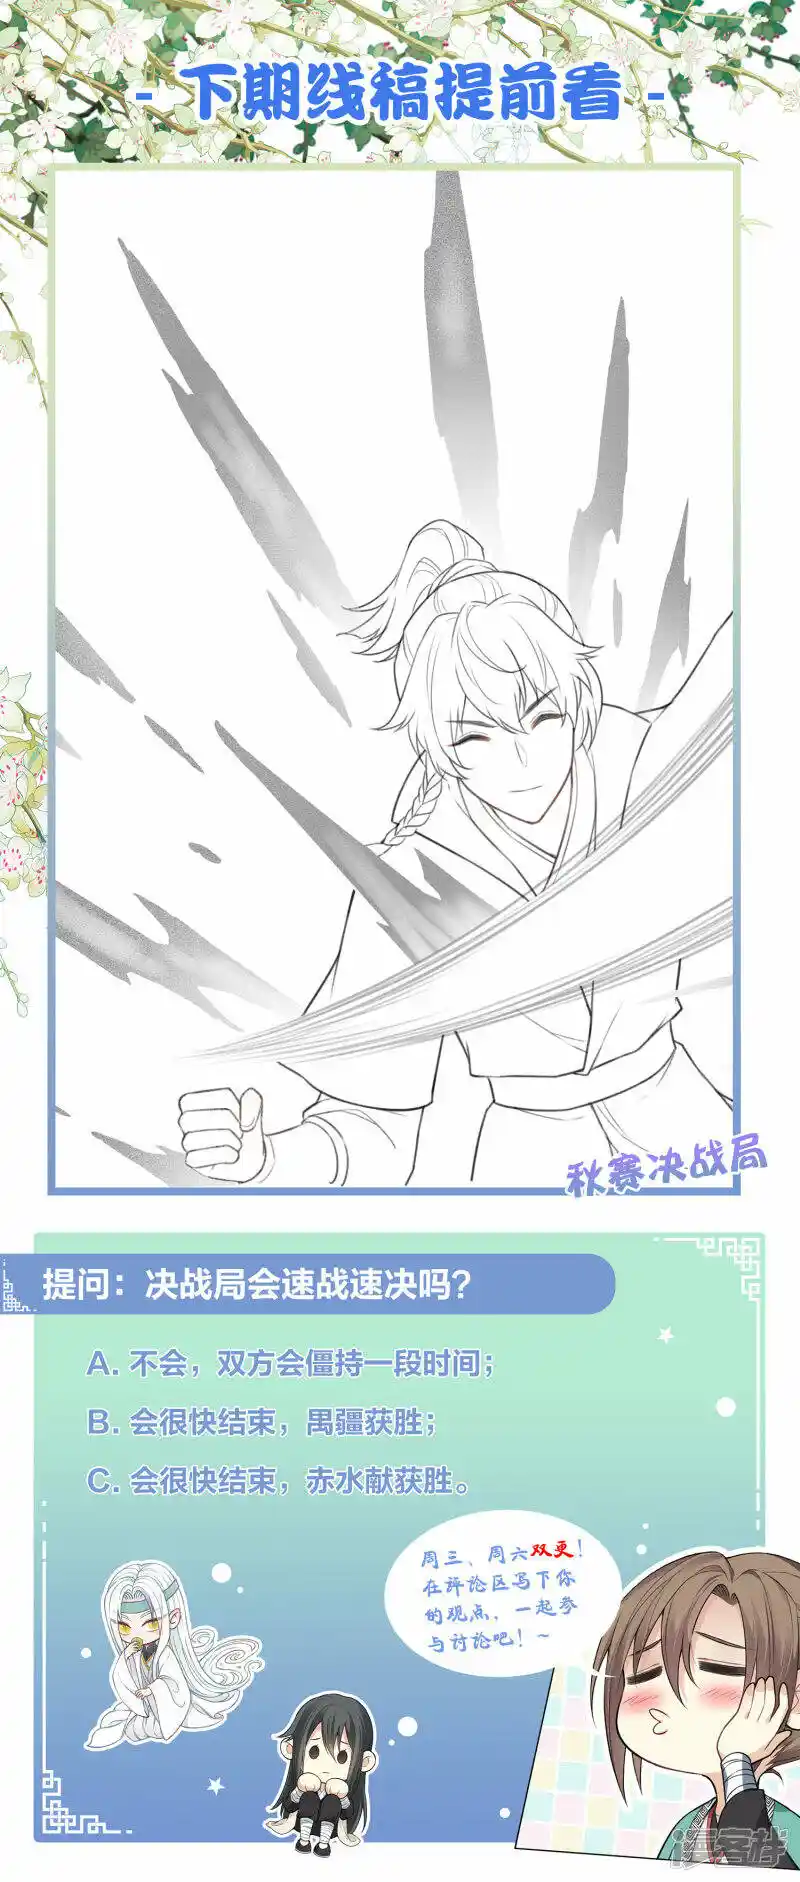 - 下期线稿提前看 -
秋赛决战局
提问：决战局会速战速决吗？
A. 不会，双方会僵持一段时间；
B. 会很快结束，禺疆获胜；
C. 会很快结束，赤水献获胜。
周三、周六双更！
在评论区写下你
的观点，一起参
与讨论吧！~
漫客栈